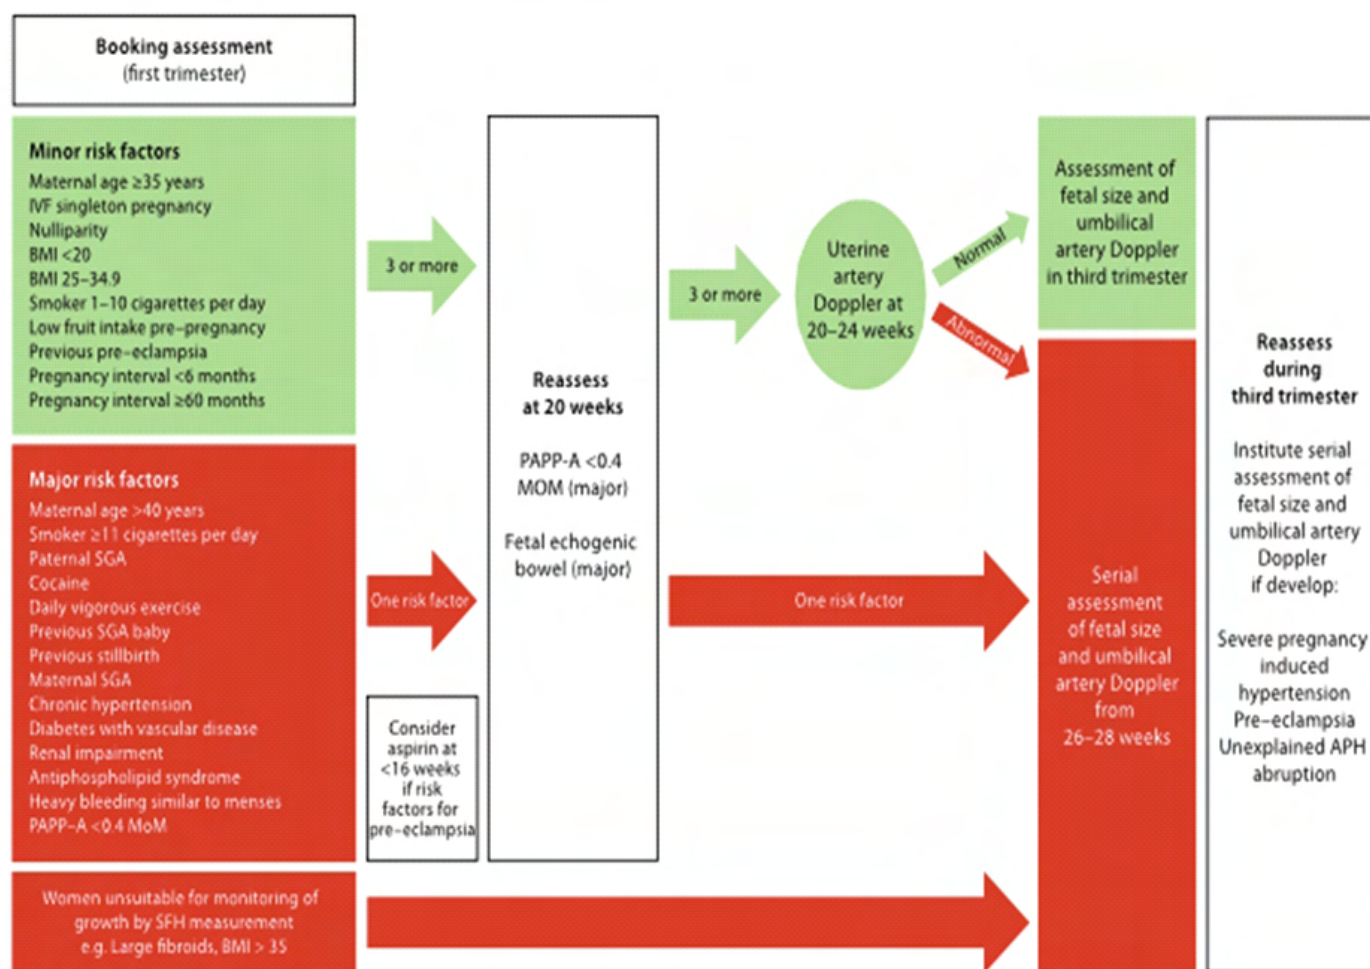 Booking assessment
(first trimester)
Minor risk factors
Maternal age ≥35 years
IVF singleton pregnancy
Nulliparity
BMI <20
BMI 25–34.9
Smoker 1–10 cigarettes per day
Low fruit intake pre–pregnancy
Previous pre–eclampsia
Pregnancy interval <6 months
Pregnancy interval ≥60 months
Major risk factors
Maternal age >40 years
Smoker ≥11 cigarettes per day
Paternal SGA
Cocaine
Daily vigorous exercise
Previous SGA baby
Previous stillbirth
Maternal SGA
Chronic hypertension
Diabetes with vascular disease
Renal impairment
Antiphospholipid syndrome
Heavy bleeding similar to menses
PAPP–A <0.4 MoM
Women unsuitable for monitoring of
growth by SFH measurement
e.g. Large fibroids, BMI > 35
3 or more
One risk factor
Consider
aspirin at
<16 weeks
if risk
factors for
pre–eclampsia
Reassess
at 20 weeks
PAPP-A <0.4
MOM (major)
Fetal echogenic
bowel (major)
3 or more
One risk factor
Uterine
artery
Doppler at
20–24 weeks
Normal
Abnormal
Assessment of
fetal size and
umbilical
artery Doppler
in third trimester
Serial
assessment
of fetal size
and umbilical
artery Doppler
from
26–28 weeks
Reassess
during
third trimester
Institute serial
assessment of
fetal size and
umbilical artery
Doppler
if develop:
Severe pregnancy
induced
hypertension
Pre–eclampsia
Unexplained APH
abruption